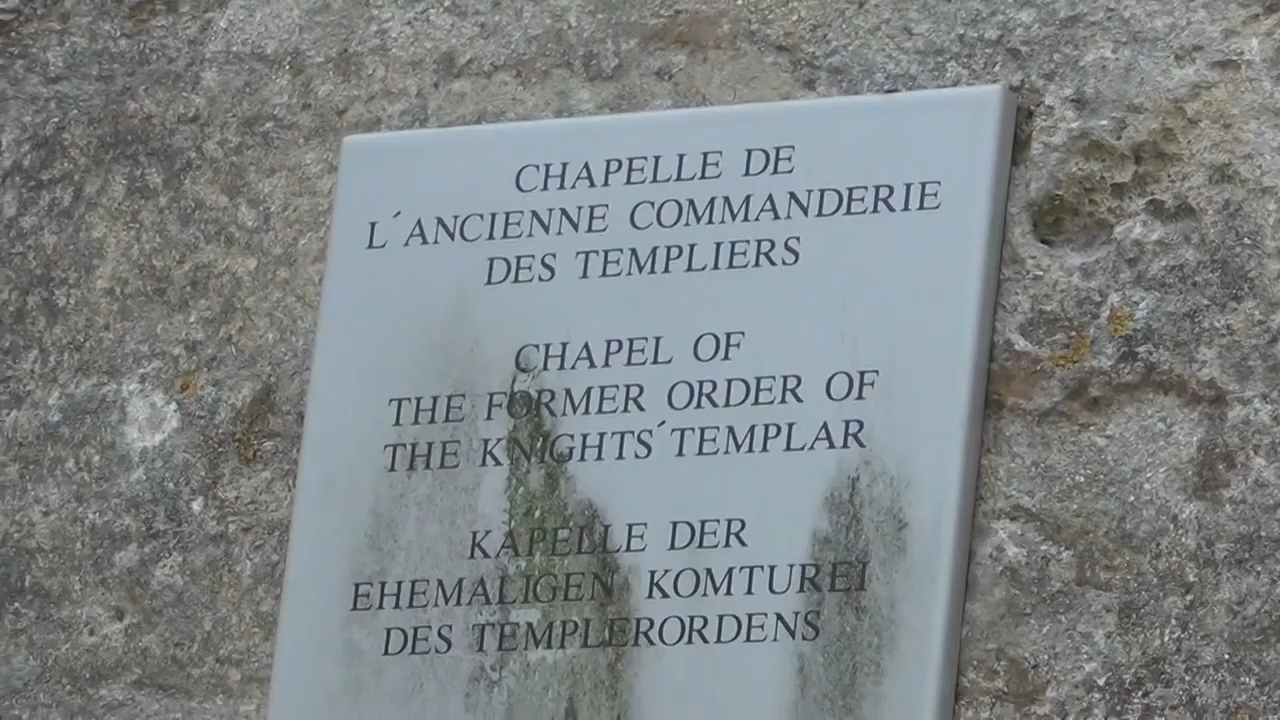 CHAPELLE DE
L´ANCIENNE COMMANDERIE
DES TEMPLIERS
CHAPEL OF
THE FORMER ORDER OF
THE KNIGHTS´TEMPLAR
KAPELLE DER
EHEMALIGEN KOMTUREI
DES TEMPLERORDENS